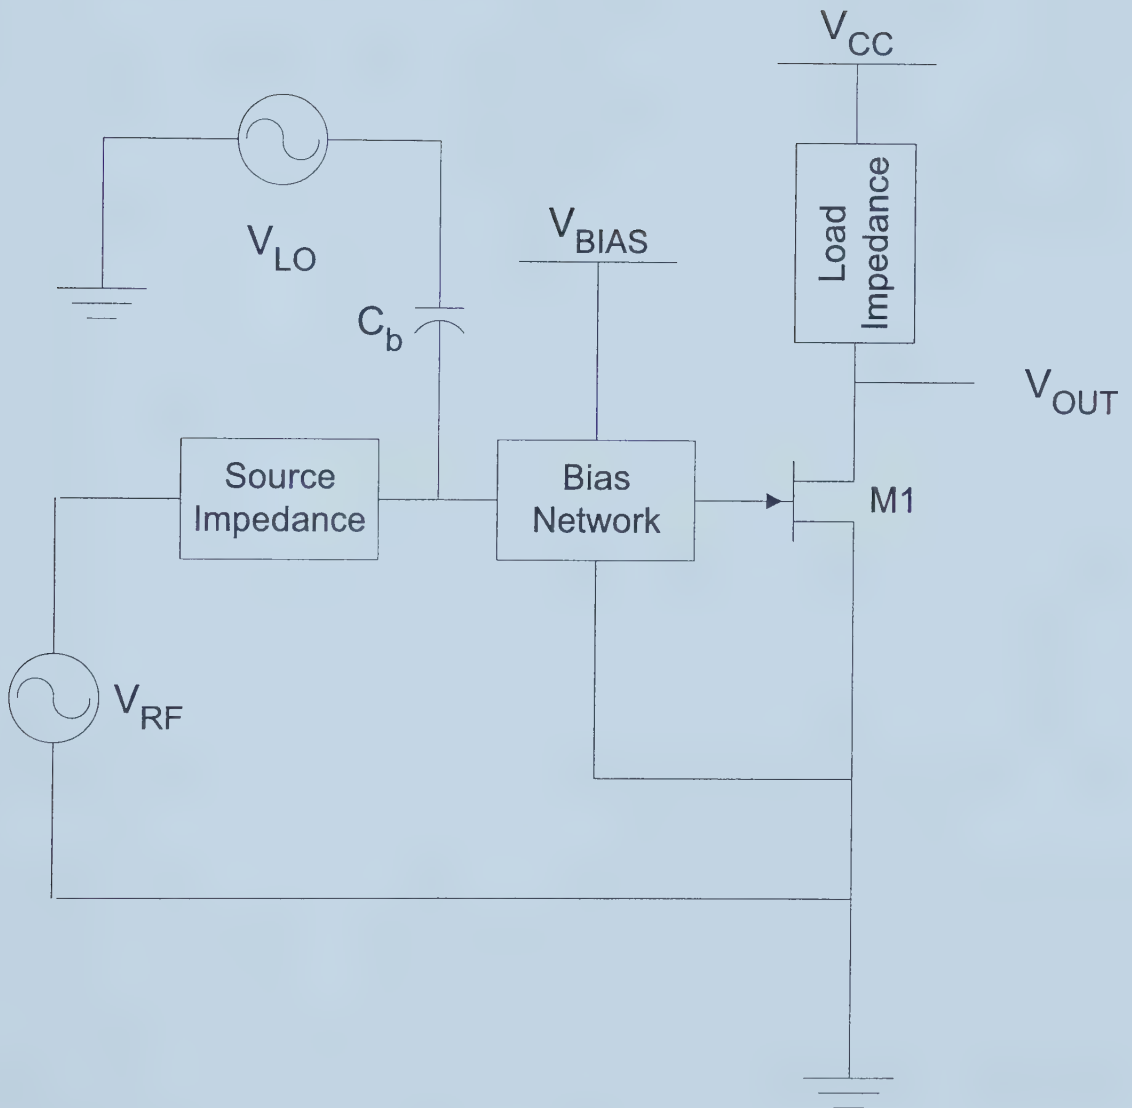 V_CC
V_LO
V_BIAS
Load
Impedance
C_b
V_OUT
Source
Impedance
Bias
Network
M1
V_RF